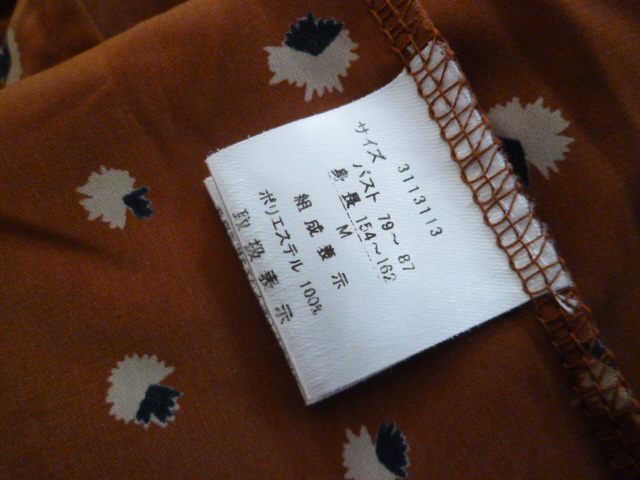 3113113
サイズ
バスト 79～87
身長 154～162
M
組成表示
ポリエステル 100%
取扱表示